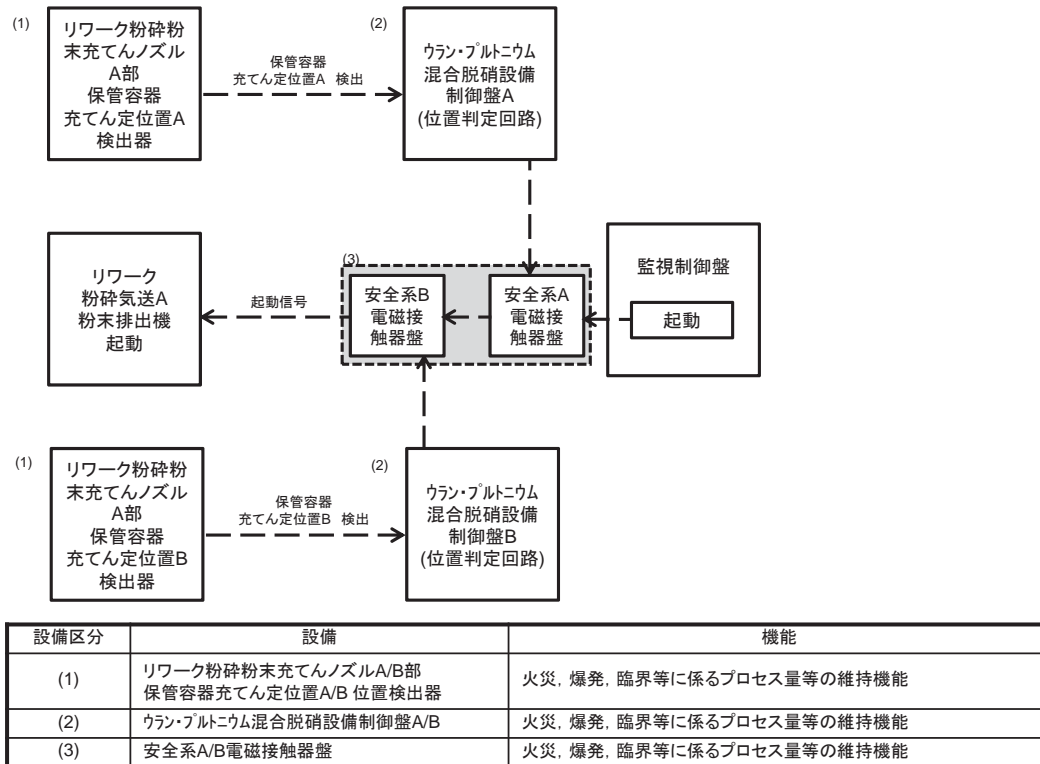 (1)
リワーク粉砕粉
末充てんノズル
A部
保管容器
充てん定位置A
検出器
保管容器
充てん定位置A 検出
(2)
ウラン・プルトニウム
混合脱硝設備
制御盤A
(位置判定回路)
リワーク
粉砕気送A
粉末排出機
起動
起動信号
(3)
安全系B
電磁接
触器盤
安全系A
電磁接
触器盤
監視制御盤
起動
(1)
リワーク粉砕粉
末充てんノズル
A部
保管容器
充てん定位置B
検出器
保管容器
充てん定位置B 検出
(2)
ウラン・プルトニウム
混合脱硝設備
制御盤B
(位置判定回路)
設備区分 設備 機能
(1) リワーク粉砕粉末充てんノズルA/B部
保管容器充てん定位置A/B 位置検出器 火災, 爆発, 臨界等に係るプロセス量等の維持機能
(2) ウラン・プルトニウム混合脱硝設備制御盤A/B 火災, 爆発, 臨界等に係るプロセス量等の維持機能
(3) 安全系A/B電磁接触器盤 火災, 爆発, 臨界等に係るプロセス量等の維持機能